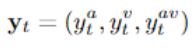 y_t = (y_t^a, y_t^v, y_t^{av})